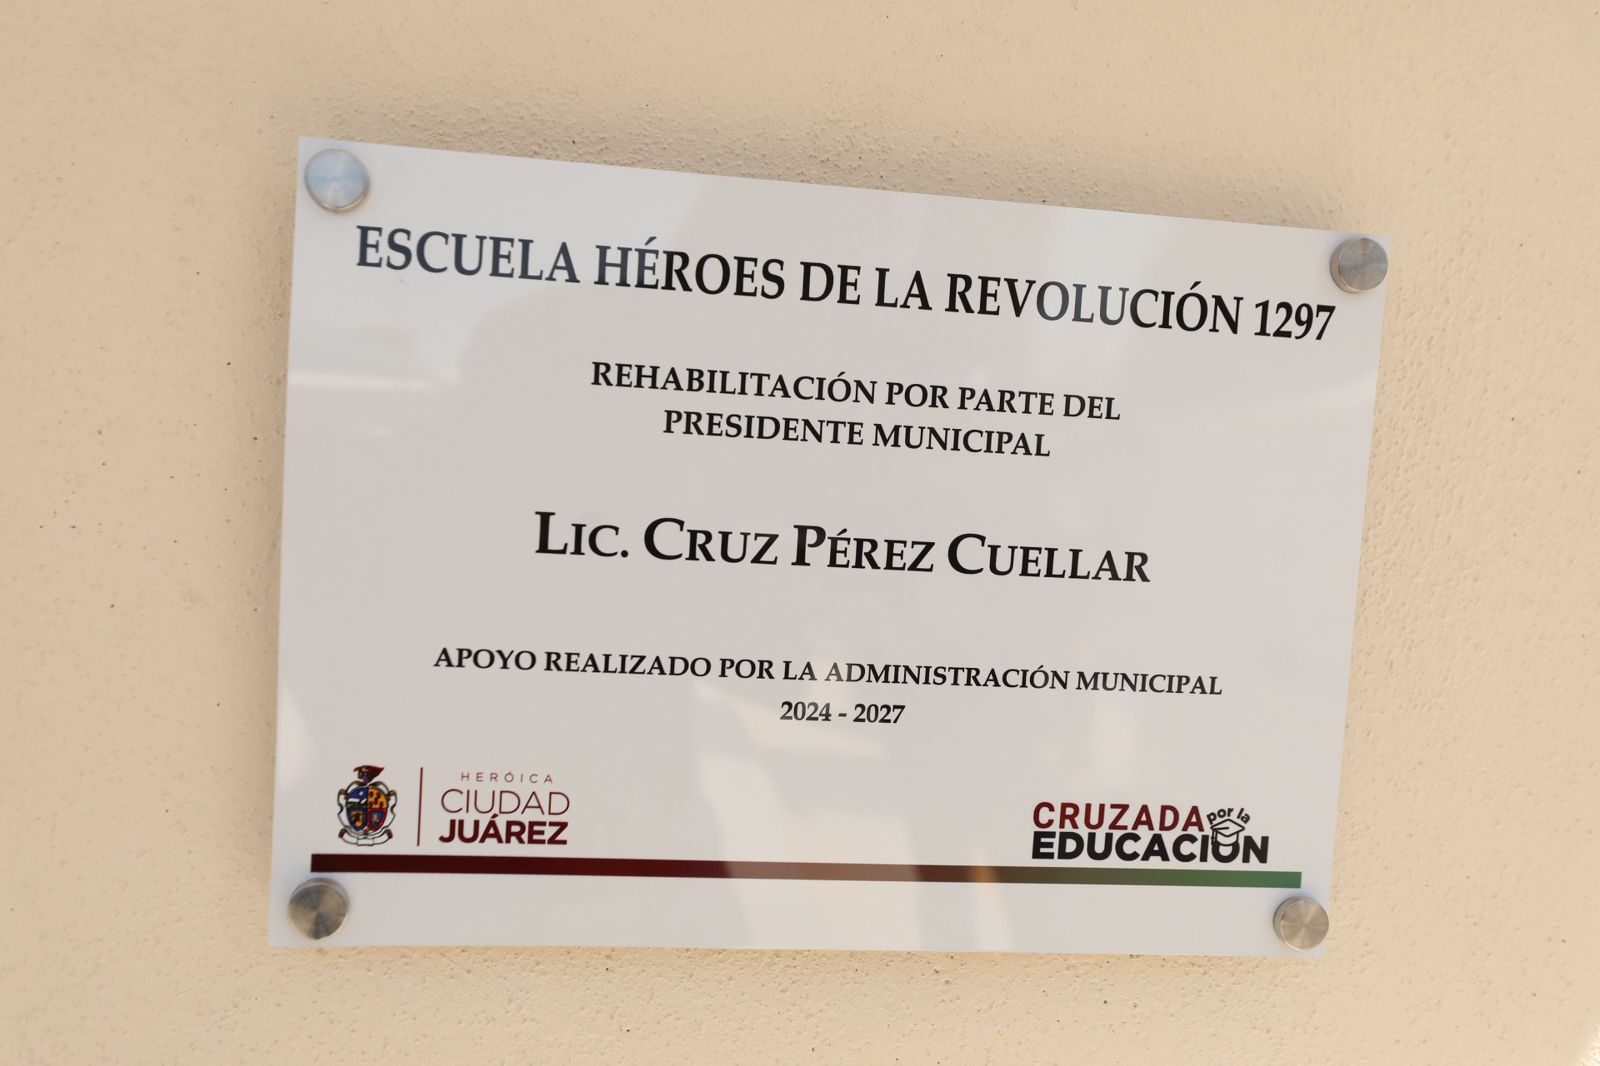 ESCUELA HÉROES DE LA REVOLUCIÓN 1297
REHABILITACIÓN POR PARTE DEL
PRESIDENTE MUNICIPAL
LIC. CRUZ PÉREZ CUELLAR
APOYO REALIZADO POR LA ADMINISTRACIÓN MUNICIPAL
2024 - 2027
HERÓICA
CIUDAD
JUÁREZ
CRUZADA por la
EDUCACIÓN